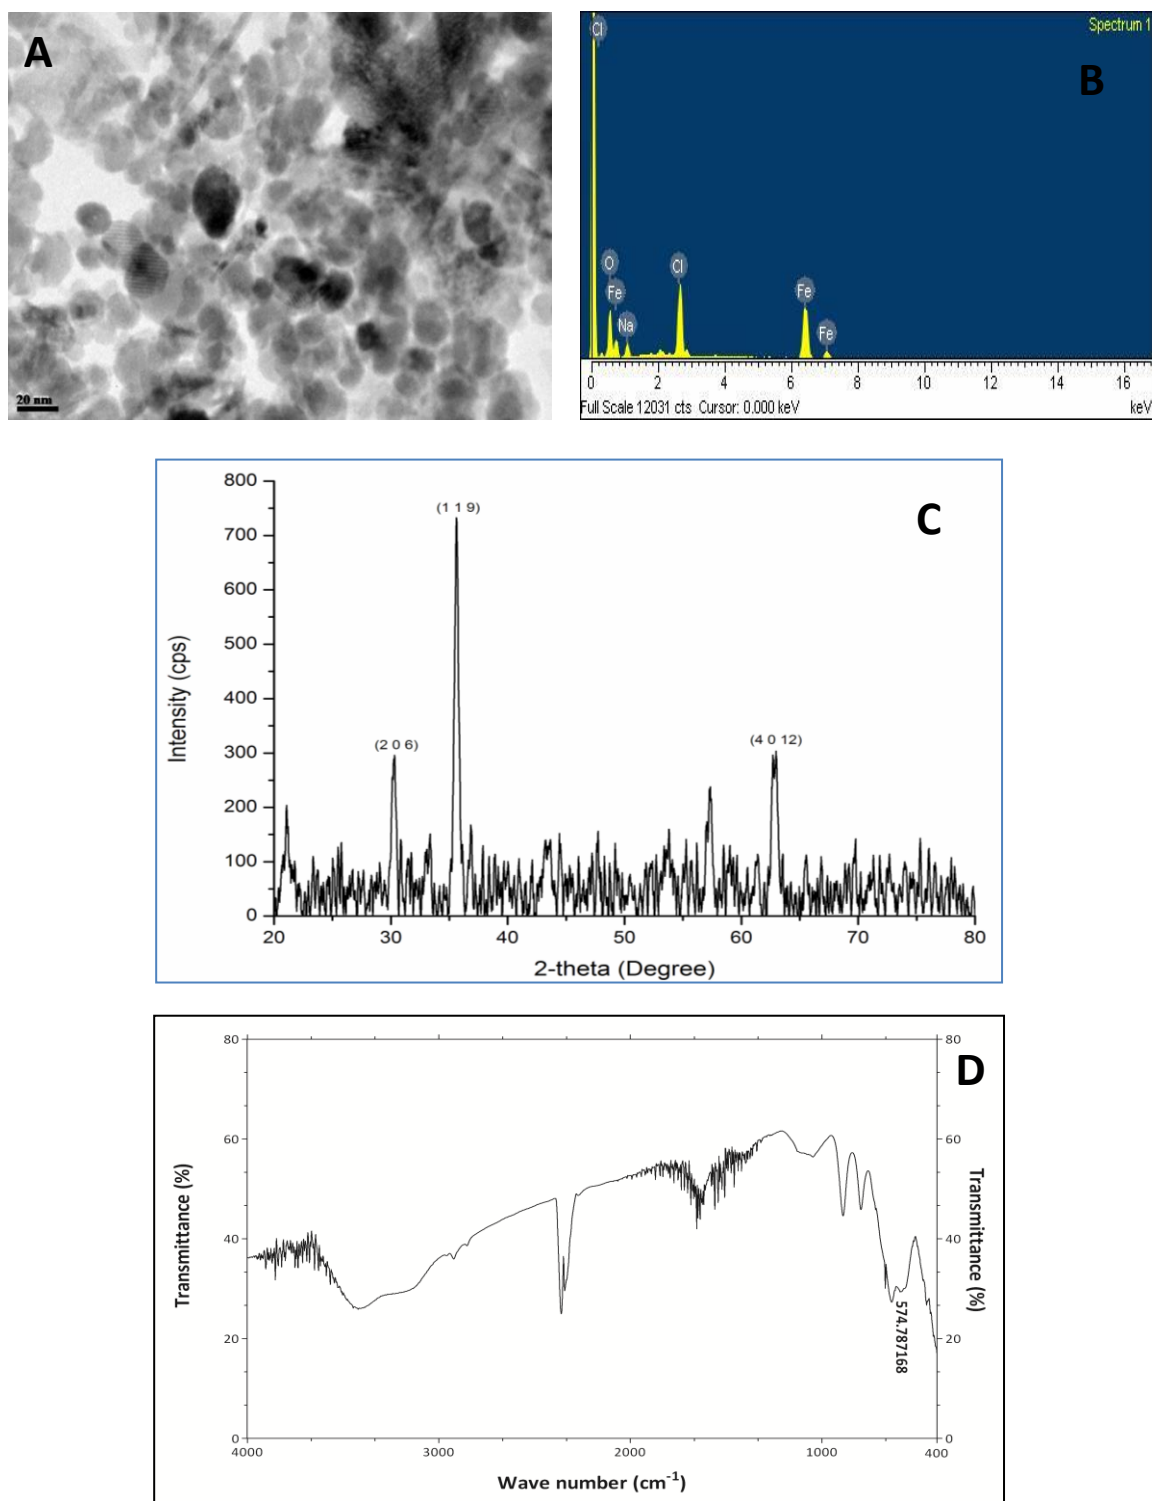 A
20 nm
Spectrum 1
B
Cl
O
Fe
Na
Cl
Fe
Fe
0 2 4 6 8 10 12 14 16
Full Scale 12031 cts Cursor: 0.000 keV
keV
C
800
700
600
500
400
300
200
100
0
Intensity (cps)
(2 0 6)
(1 1 9)
(4 0 12)
20 30 40 50 60 70 80
2-theta (Degree)
D
80
60
40
20
0
Transmittance (%)
574.787168
80
60
40
20
0
Transmittance (%)
4000 3000 2000 1000 400
Wave number (cm⁻¹)